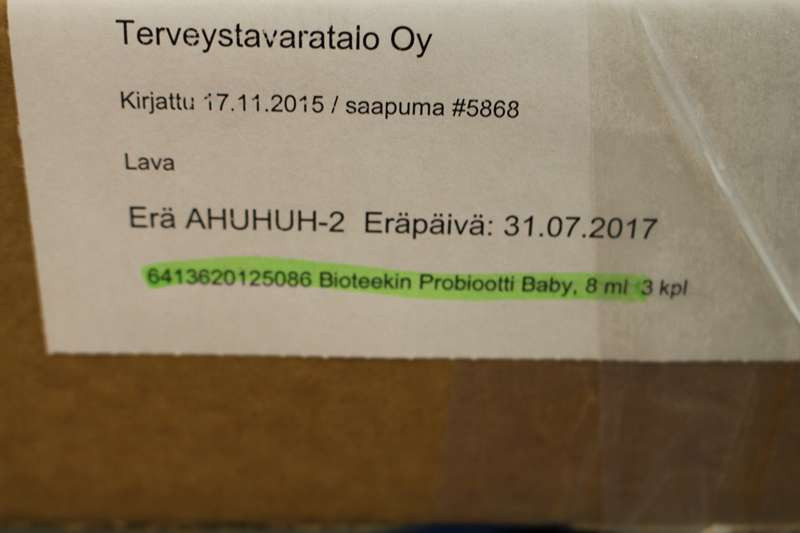 Terveystavaratalo Oy
Kirjattu 17.11.2015 / saapuma #5868
Lava
Erä AHUHUH-2 Eräpäivä: 31.07.2017
6413620125086 Bioteekin Probiootti Baby, 8 ml 3 kpl